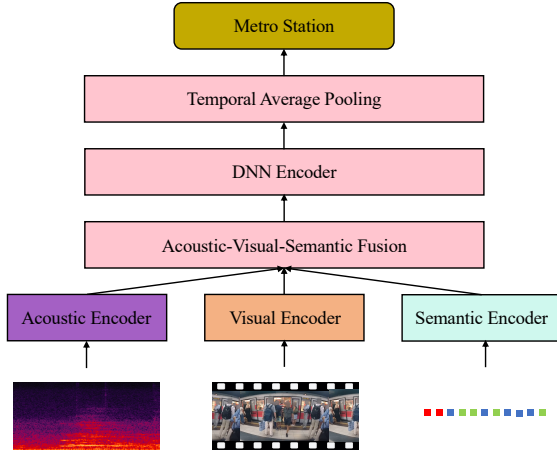 Metro Station
Temporal Average Pooling
DNN Encoder
Acoustic-Visual-Semantic Fusion
Acoustic Encoder
Visual Encoder
Semantic Encoder